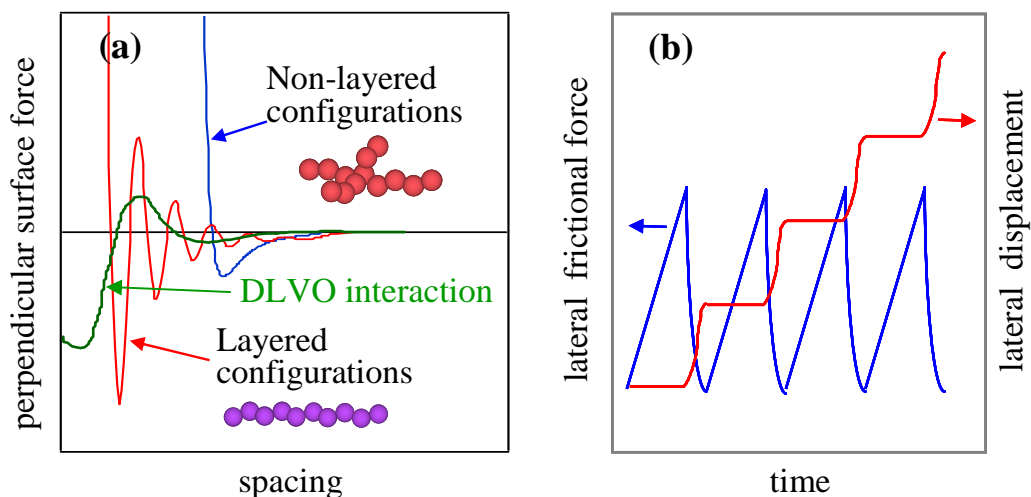 (a)
Non-layered
configurations
DLVO interaction
Layered
configurations
perpendicular surface force
spacing
(b)
lateral frictional force
lateral displacement
time